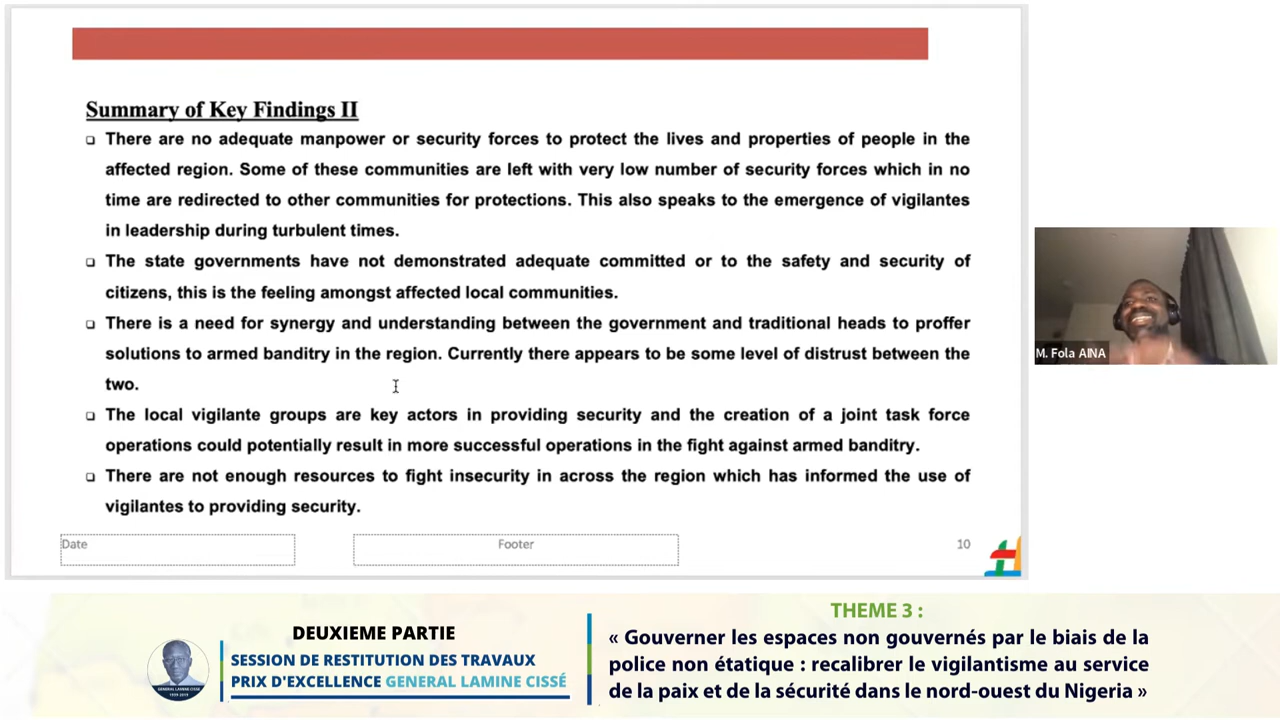 Summary of Key Findings II
There are no adequate manpower or security forces to protect the lives and properties of people in the
affected region. Some of these communities are left with very low number of security forces which in no
time are redirected to other communities for protections. This also speaks to the emergence of vigilantes
in leadership during turbulent times.
The state governments have not demonstrated adequate committed or to the safety and security of
citizens, this is the feeling amongst affected local communities.
There is a need for synergy and understanding between the government and traditional heads to proffer
solutions to armed banditry in the region. Currently there appears to be some level of distrust between the
two.
The local vigilante groups are key actors in providing security and the creation of a joint task force
operations could potentially result in more successful operations in the fight against armed banditry.
There are not enough resources to fight insecurity in across the region which has informed the use of
vigilantes to providing security.
Date
Footer
10
M. Fola AINA
DEUXIEME PARTIE
SESSION DE RESTITUTION DES TRAVAUX
PRIX D'EXCELLENCE GENERAL LAMINE CISSÉ
GENERAL LAMINE CISSÉ
1939-2019
THEME 3 :
« Gouverner les espaces non gouvernés par le biais de la
police non étatique : recalibrer le vigilantisme au service
de la paix et de la sécurité dans le nord-ouest du Nigeria »